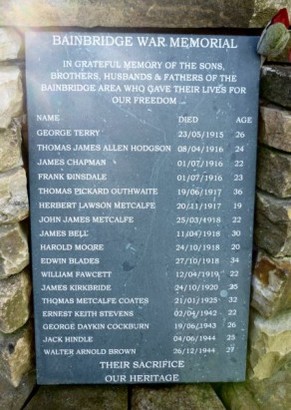 BAINBRIDGE WAR MEMORIAL
IN GRATEFUL MEMORY OF THE SONS,
BROTHERS, HUSBANDS & FATHERS OF THE
BAINBRIDGE AREA WHO GAVE THEIR LIVES FOR
OUR FREEDOM ...
NAME DIED AGE
GEORGE TERRY 23/05/1915 26
THOMAS JAMES ALLEN HODGSON 08/04/1916 24
JAMES CHAPMAN 01/07/1916 22
FRANK DINSDALE 01/07/1916 23
THOMAS PICKARD OUTHWAITE 19/06/1917 36
HERBERT LAWSON METCALFE 20/11/1917 19
JOHN JAMES METCALFE 25/03/1918 22
JAMES BELL 11/04/1918 30
HAROLD MOORE 24/10/1918 20
EDWIN BLADES 27/10/1918 34
WILLIAM FAWCETT 12/04/1919 22
JAMES KIRKBRIDE 24/10/1920 25
THOMAS METCALFE COATES 21/01/1925 32
ERNEST KEITH STEVENS 02/04/1942 22
GEORGE DAYKIN COCKBURN 19/06/1943 26
JACK HINDLE 04/06/1944 25
WALTER ARNOLD BROWN 26/12/1944 27
THEIR SACRIFICE
OUR HERITAGE